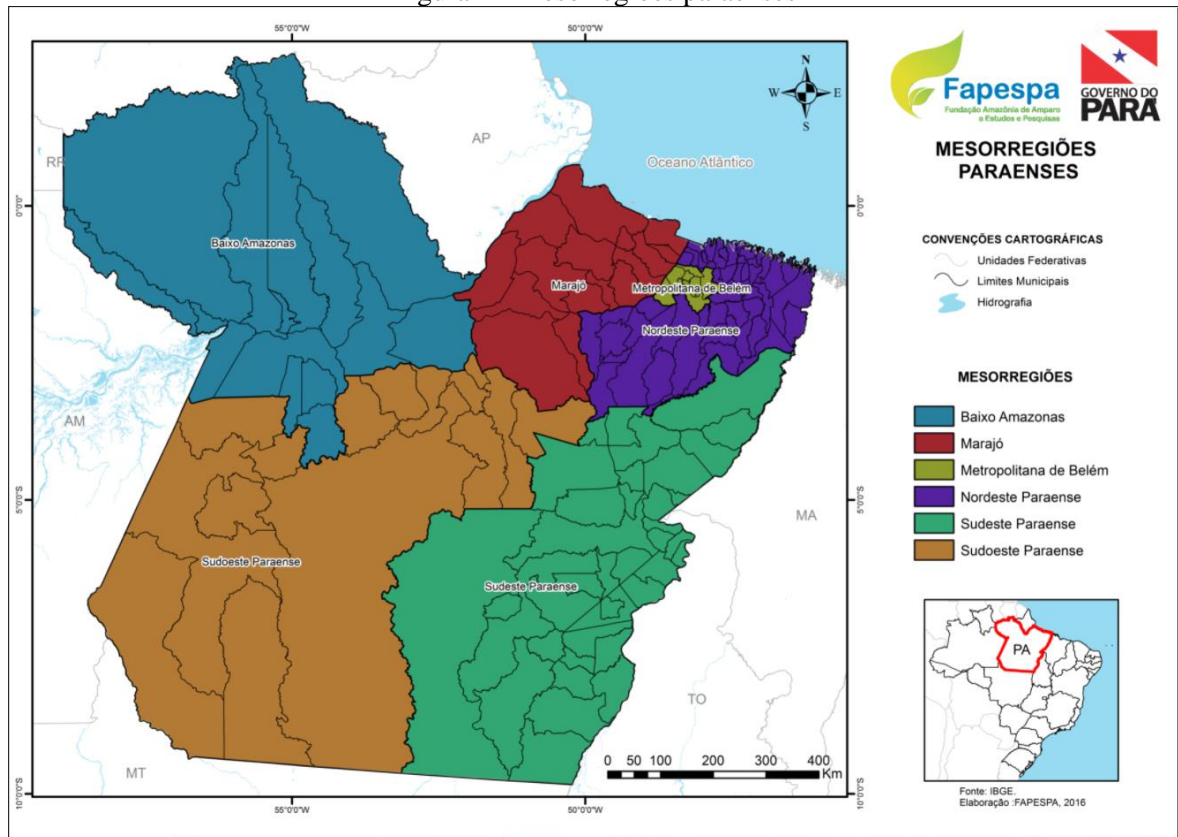 55°0'0"W
50°0'0"W
0°0'0"
5°0'0"S
10°0'0"S
0°0'0"
5°0'0"S
10°0'0"S
55°0'0"W
50°0'0"W
N
W
E
S
RR
AP
AM
MA
TO
MT
Oceano Atlântico
Baixo Amazonas
Marajó
Metropolitana de Belém
Nordeste Paraense
Sudoeste Paraense
Sudeste Paraense
0 50 100 200 300 400
Km
Fapespa
Fundação Amazônia de Amparo
a Estudos e Pesquisas
GOVERNO DO
PARÁ
MESORREGIÕES
PARAENSES
CONVENÇÕES CARTOGRÁFICAS
Unidades Federativas
Limites Municipais
Hidrografia
MESORREGIÕES
Baixo Amazonas
Marajó
Metropolitana de Belém
Nordeste Paraense
Sudeste Paraense
Sudoeste Paraense
PA
Fonte: IBGE.
Elaboração :FAPESPA, 2016